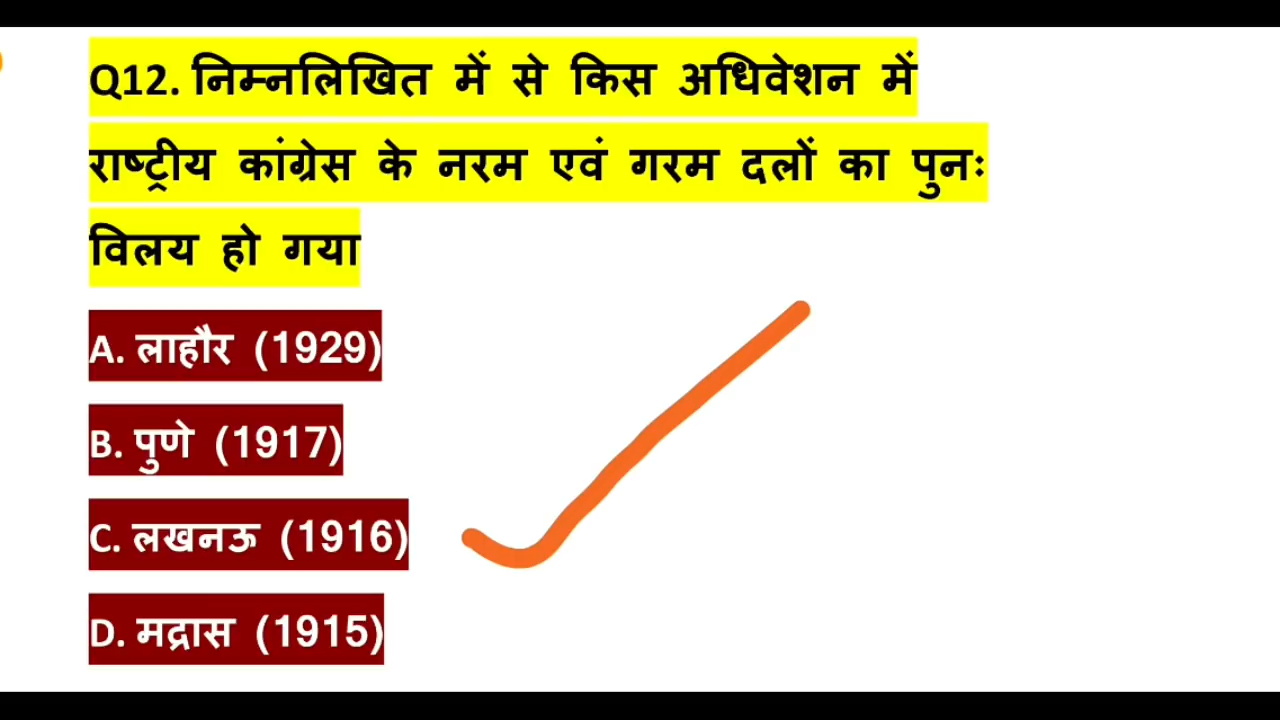 Q12. निम्नलिखित में से किस अधिवेशन में
राष्ट्रीय कांग्रेस के नरम एवं गरम दलों का पुनः
विलय हो गया
A. लाहौर (1929)
B. पुणे (1917)
C. लखनऊ (1916)
D. मद्रास (1915)